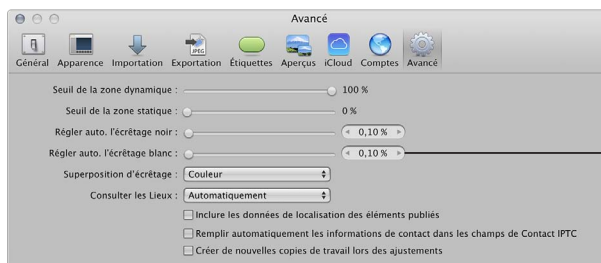 Avancé
JPEG
Général Apparence Importation Exportation Étiquettes Aperçus iCloud Comptes Avancé
Seuil de la zone dynamique : 100 %
Seuil de la zone statique : 0 %
Régler auto. l'écrêtage noir : 0,10 %
Régler auto. l'écrêtage blanc : 0,10 %
Superposition d'écrêtage : Couleur
Consulter les Lieux : Automatiquement
Inclure les données de localisation des éléments publiés
Remplir automatiquement les informations de contact dans les champs de Contact IPTC
Créer de nouvelles copies de travail lors des ajustements